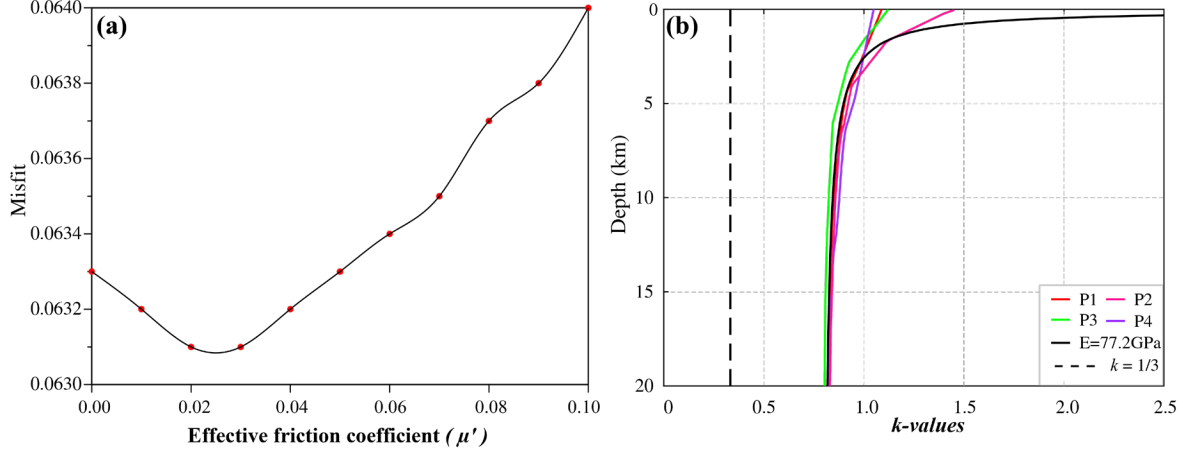 (a)
Misfit
0.0640
0.0638
0.0636
0.0634
0.0632
0.0630
0.00 0.02 0.04 0.06 0.08 0.10
Effective friction coefficient ( μ' )
(b)
Depth (km)
0
5
10
15
20
0 0.5 1.0 1.5 2.0 2.5
k-values
P1 P2
P3 P4
E=77.2GPa
k = 1/3